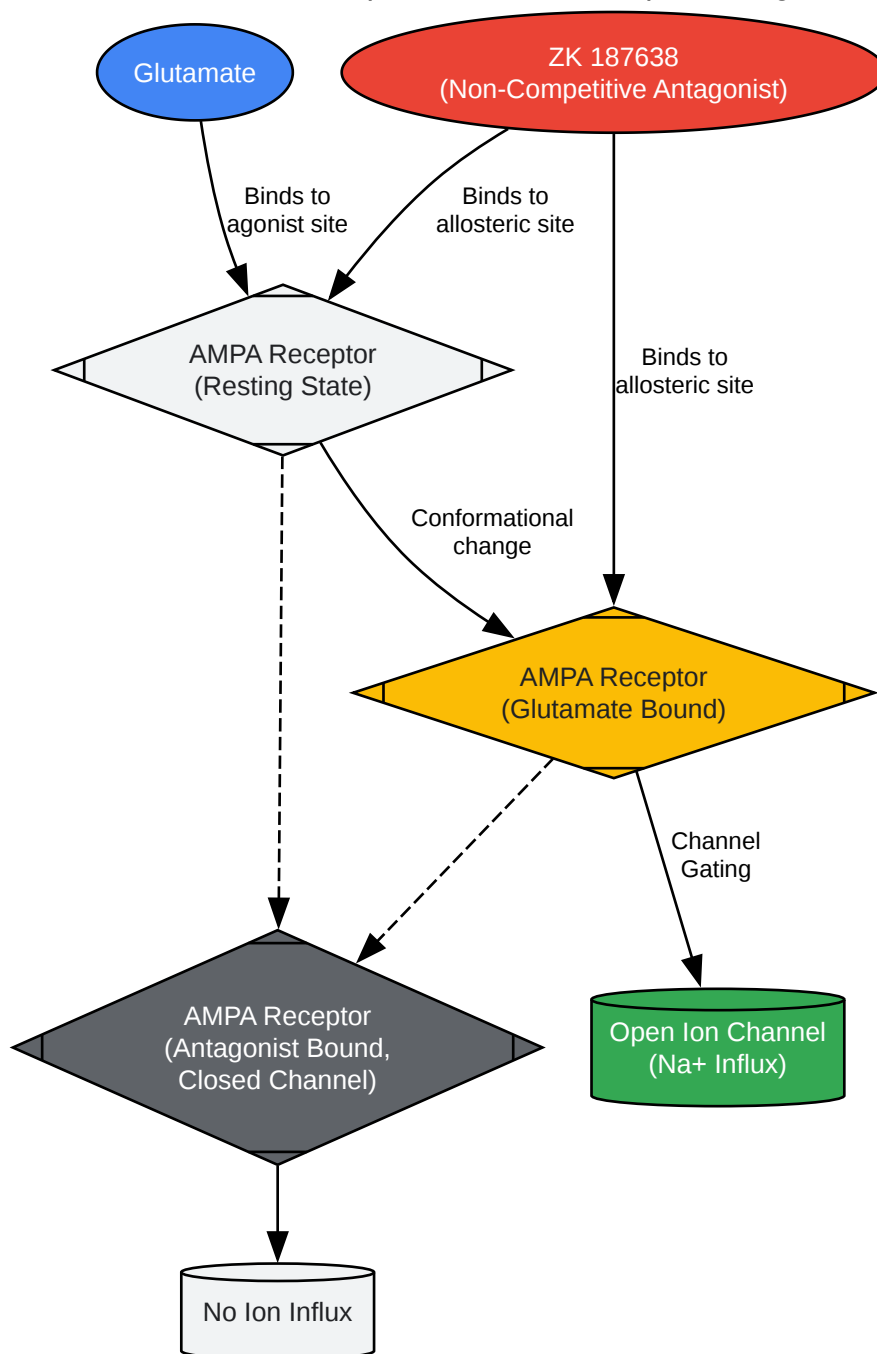 Glutamate
ZK 187638
(Non-Competitive Antagonist)
Binds to
agonist site
Binds to
allosteric site
AMPA Receptor
(Resting State)
Binds to
allosteric site
Conformational
change
AMPA Receptor
(Glutamate Bound)
Channel
Gating
AMPA Receptor
(Antagonist Bound,
Closed Channel)
Open Ion Channel
(Na+ Influx)
No Ion Influx